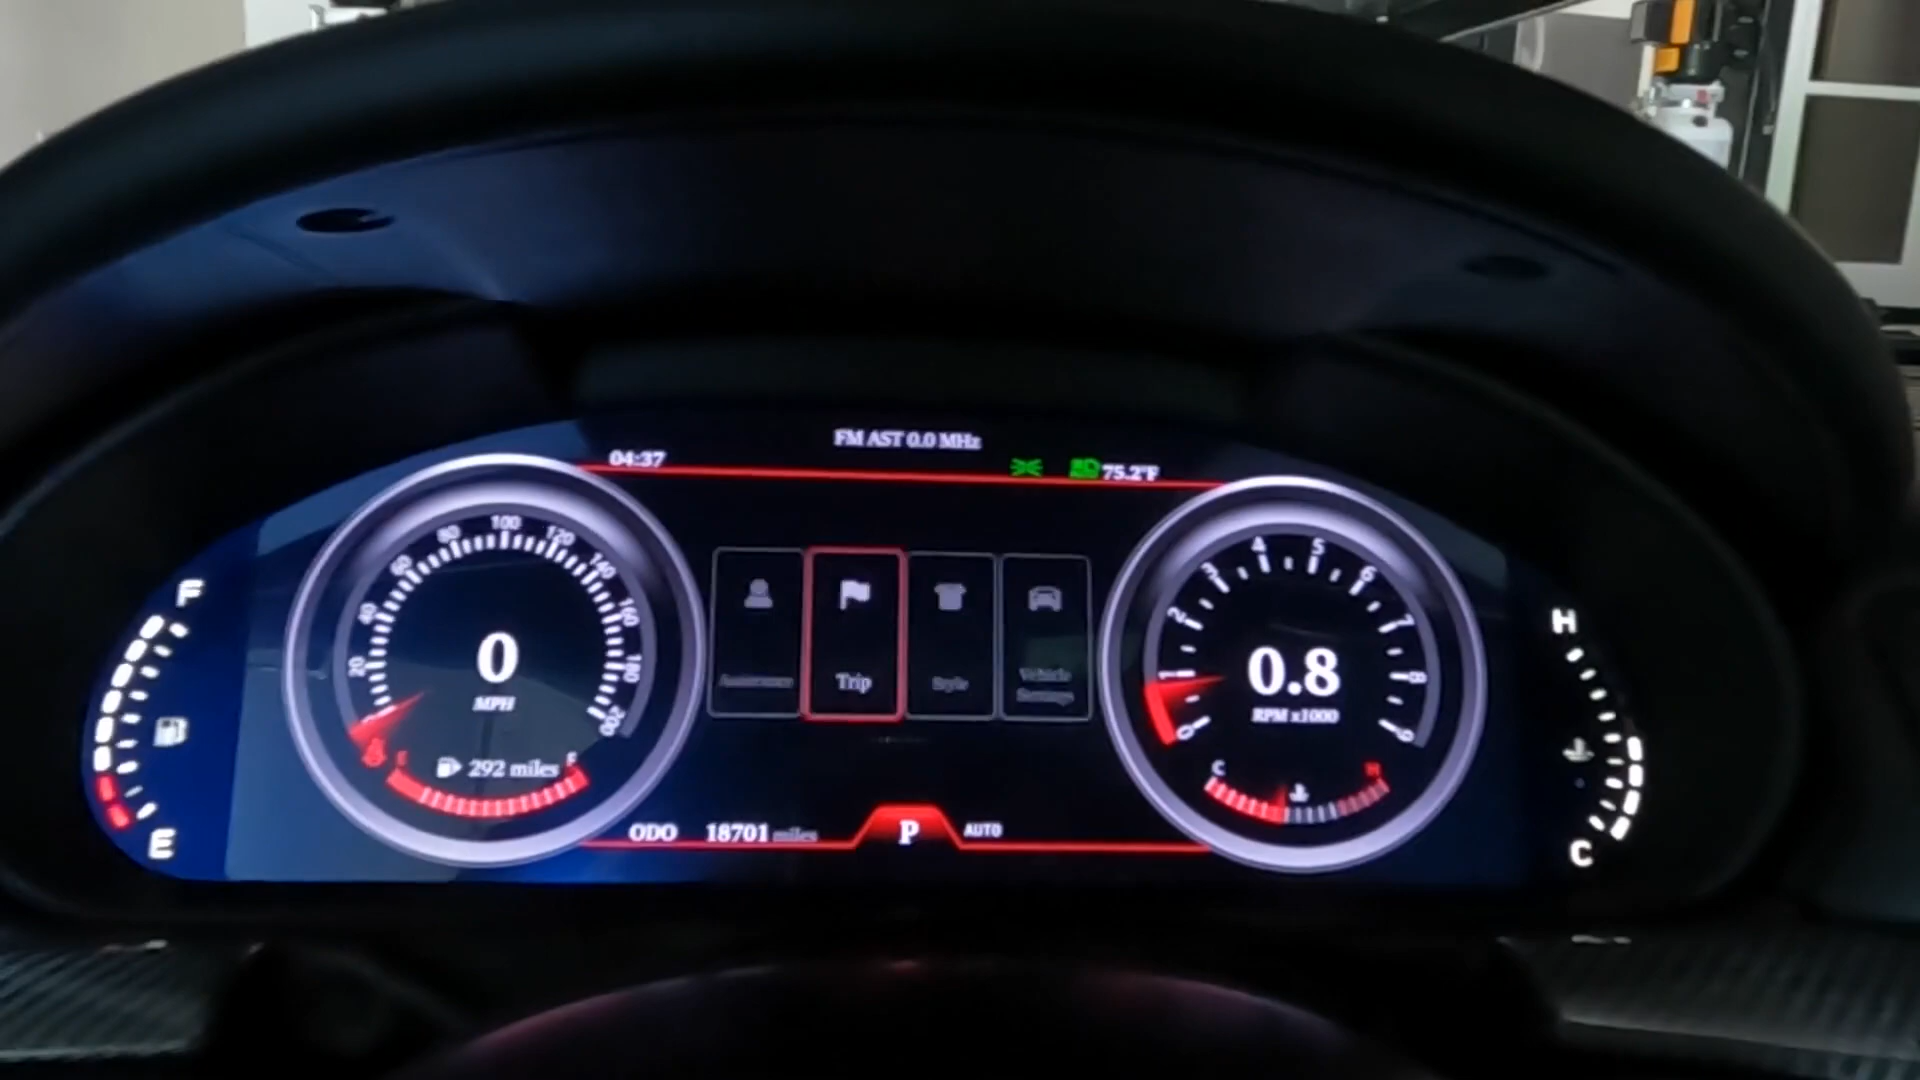 FM AST 0.0 MHz
04:37
75.2°F
F
E
20
40
60
80
100
120
140
160
180
200
0
MPH
E
F
292 miles
Trip
Style
Vehicle
Settings
0
1
2
3
4
5
6
7
8
9
0.8
RPM x1000
C
H
H
C
ODO 18701 miles
P
AUTO